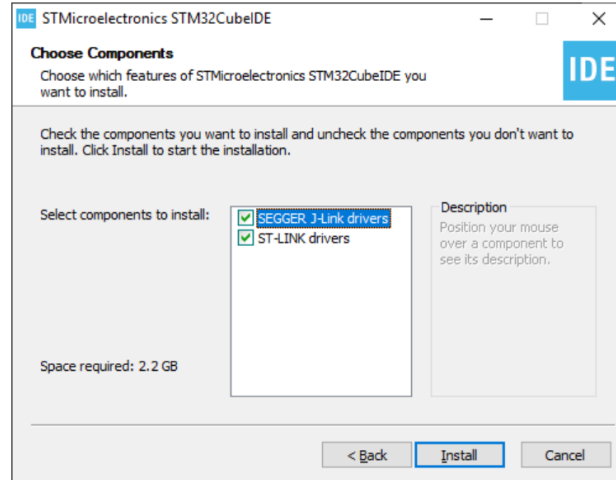 IDE STMicroelectronics STM32CubeIDE
Choose Components
Choose which features of STMicroelectronics STM32CubeIDE you
want to install.
IDE
Check the components you want to install and uncheck the components you don't want to
install. Click Install to start the installation.
Select components to install:
SEGGER J-Link drivers
ST-LINK drivers
Description
Position your mouse
over a component to
see its description.
Space required: 2.2 GB
< Back
Install
Cancel